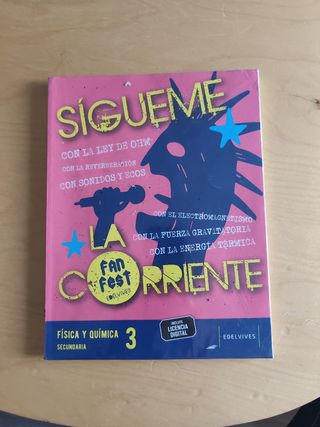 SÍGUEME
CON LA LEY DE OHM
CON LA REVERBERACIÓN
CON SONIDOS Y ECOS
CON EL ELECTROMAGNETISMO
CON LA FUERZA GRAVITATORIA
CON LA ENERGÍA TÉRMICA
LA
FAN
FEST
EDELVIVES
CORRIENTE
FÍSICA Y QUÍMICA 3
SECUNDARIA
INCLUYE
LICENCIA
DIGITAL
EDELVIVES